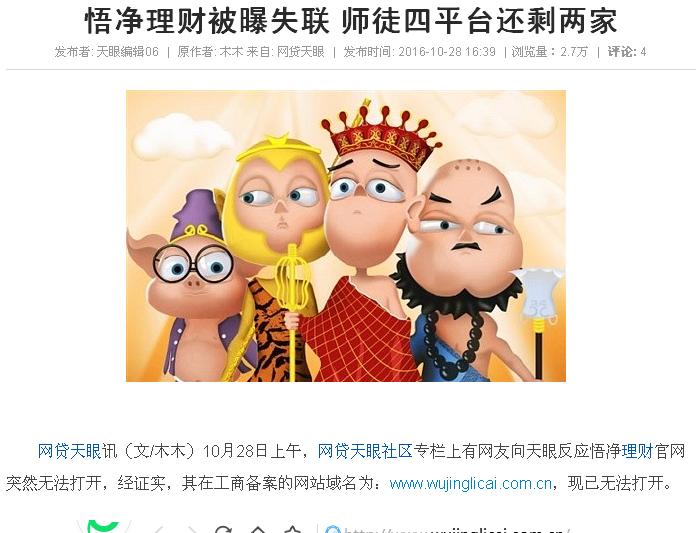 悟净理财被曝失联 师徒四平台还剩两家
发布者: 天眼编辑06 | 原作者: 木木 来自: 网贷天眼 | 发布时间: 2016-10-28 16:39 | 浏览量: 2.7万 | 评论: 4
网贷天眼讯（文/木木）10月28日上午，网贷天眼社区专栏上有网友向天眼反应悟净理财官网
突然无法打开，经证实，其在工商备案的网站域名为：www.wujinglicai.com.cn，现已无法打开。